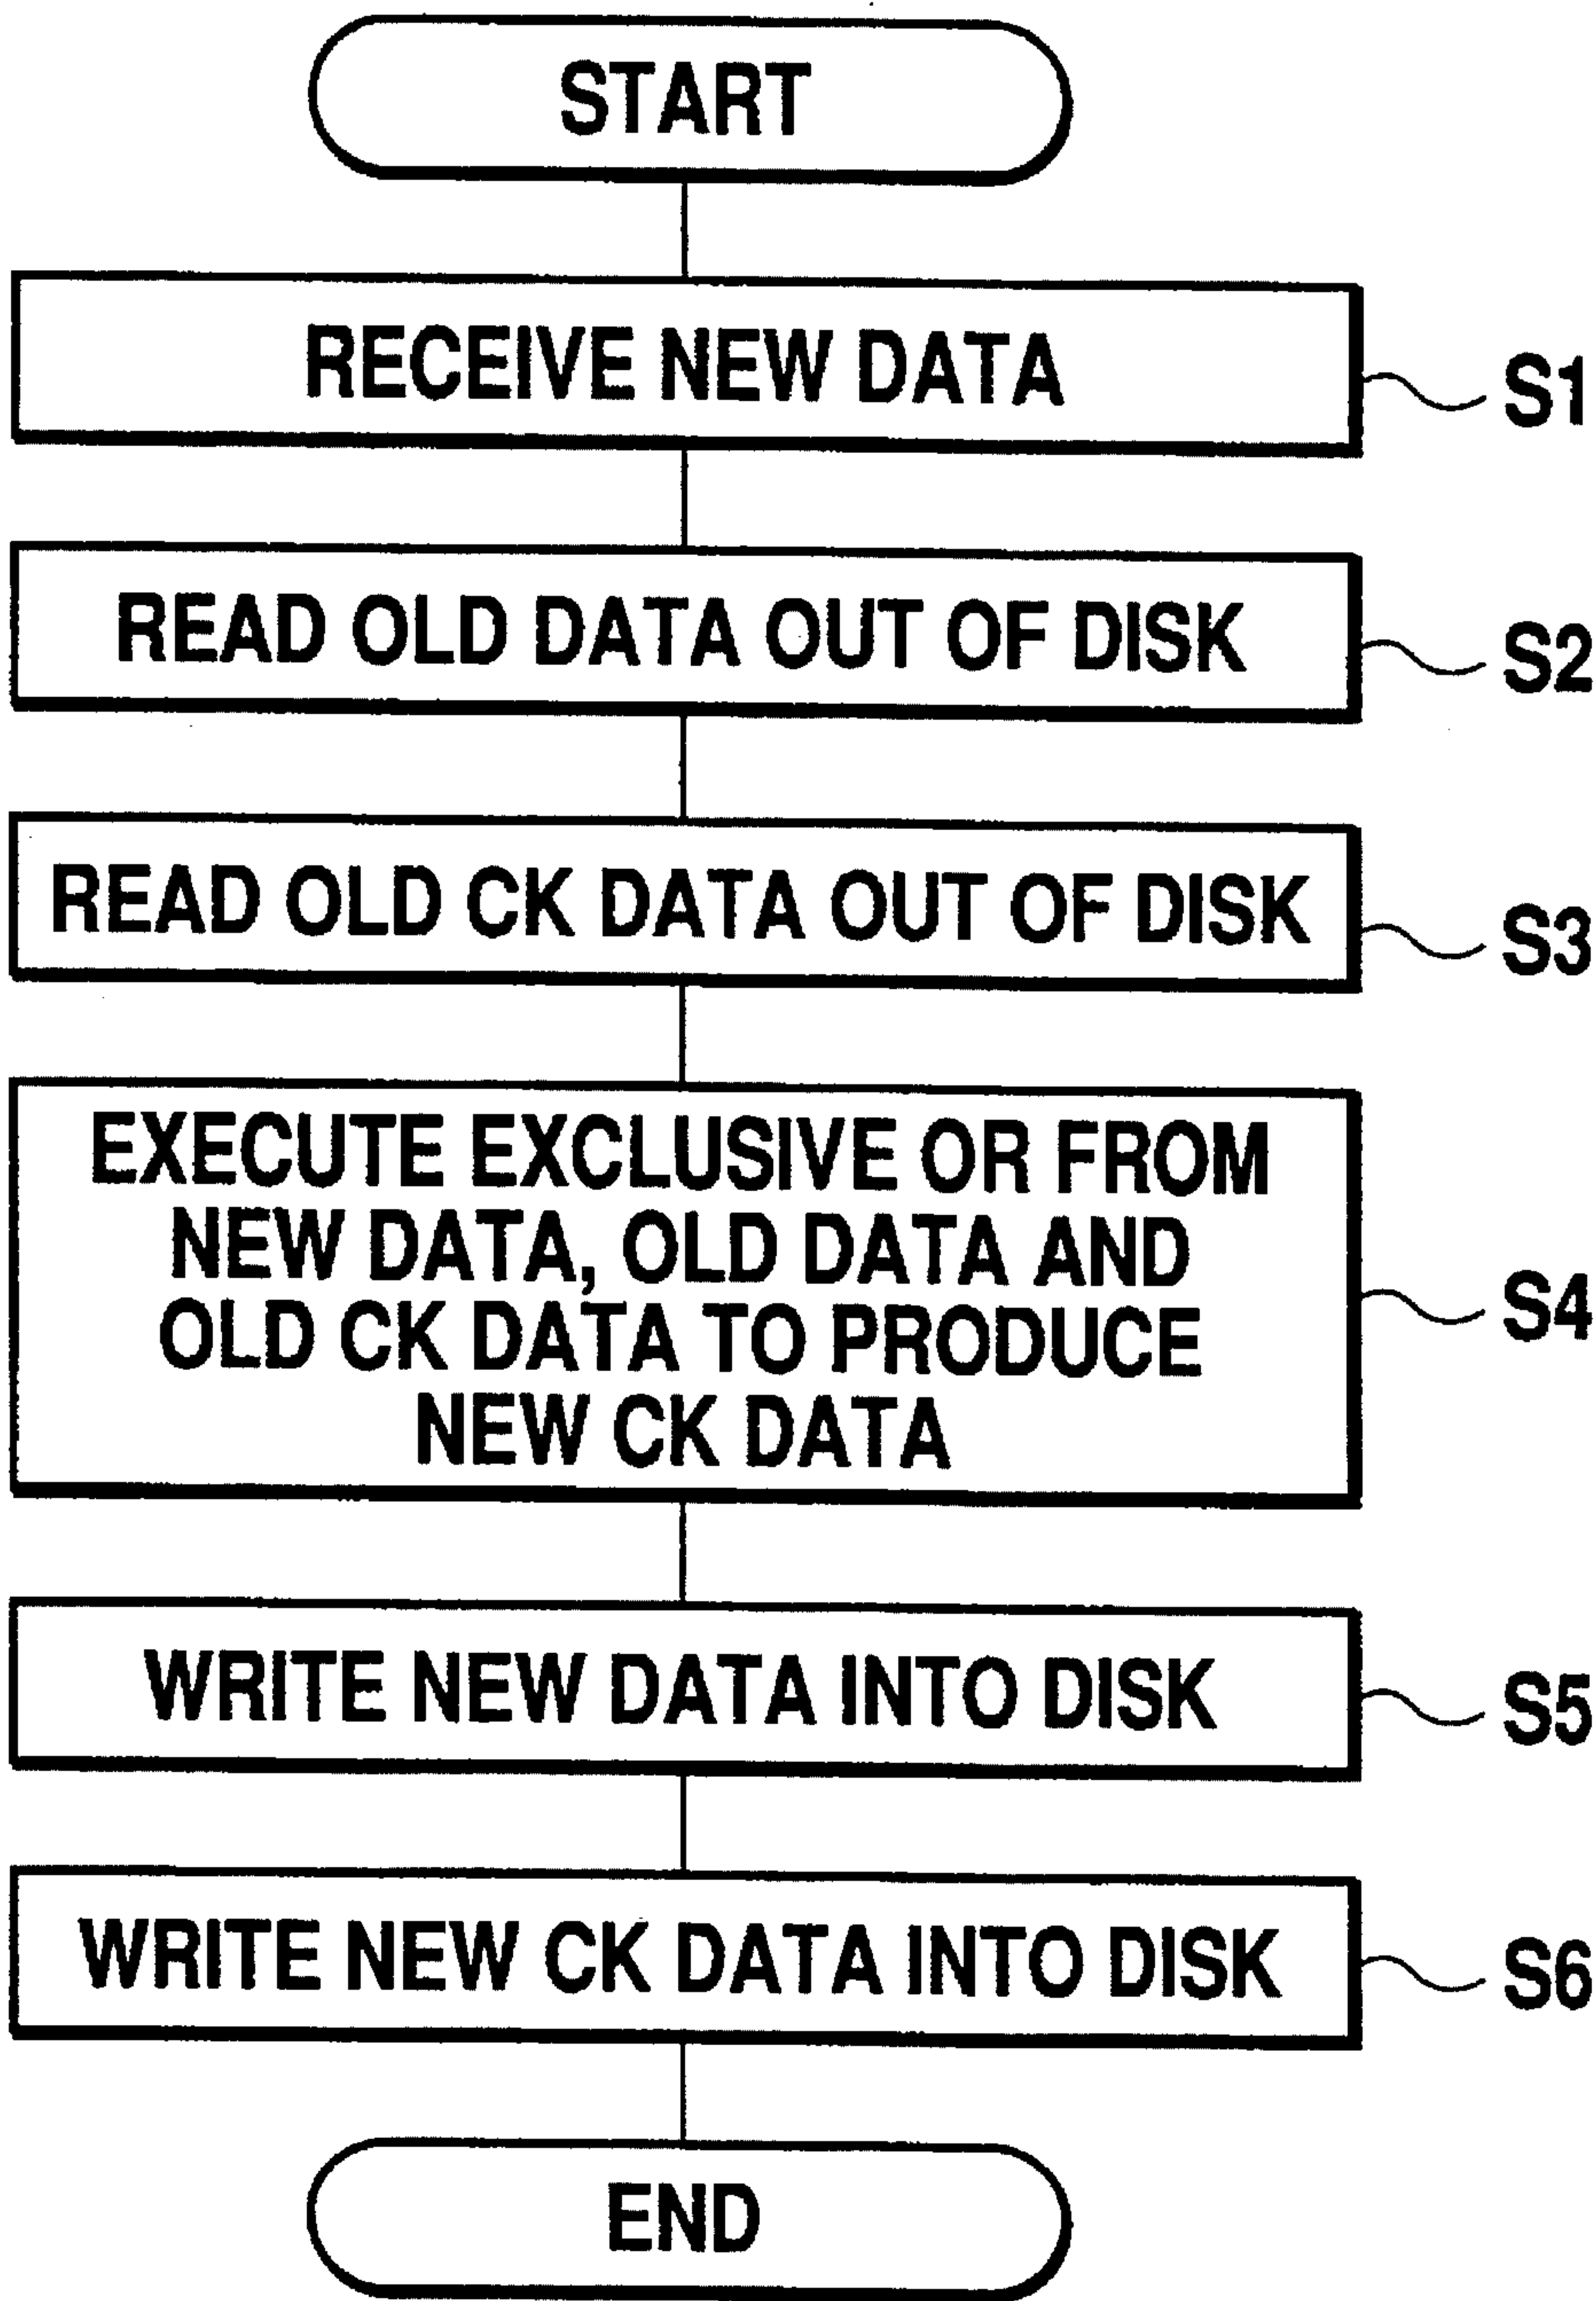 START
RECEIVE NEW DATA
S1
READ OLD DATA OUT OF DISK
S2
READ OLD CK DATA OUT OF DISK
S3
EXECUTE EXCLUSIVE OR FROM
NEW DATA, OLD DATA AND
OLD CK DATA TO PRODUCE
NEW CK DATA
S4
WRITE NEW DATA INTO DISK
S5
WRITE NEW CK DATA INTO DISK
S6
END